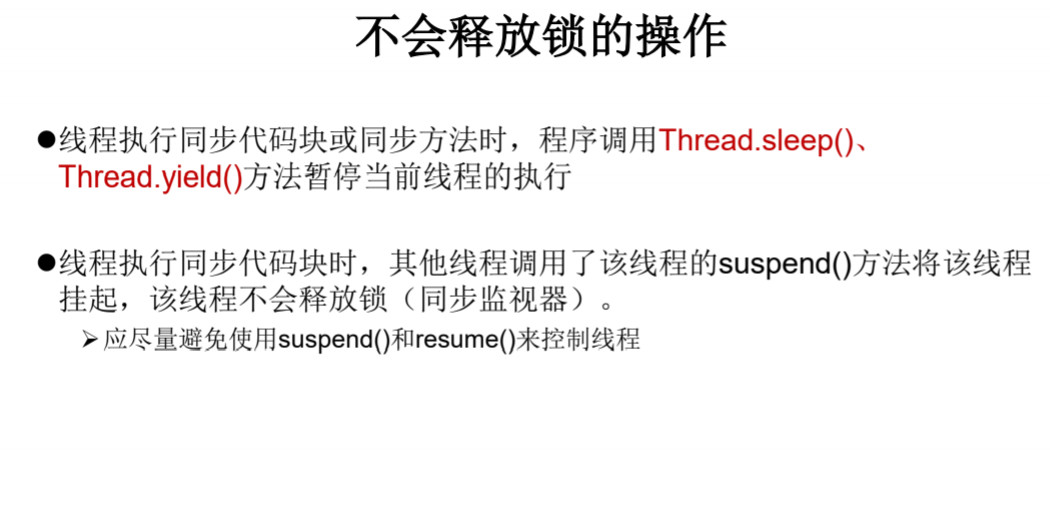 不会释放锁的操作
●线程执行同步代码块或同步方法时，程序调用Thread.sleep()、
Thread.yield()方法暂停当前线程的执行
●线程执行同步代码块时，其他线程调用了该线程的suspend()方法将该线程
挂起，该线程不会释放锁（同步监视器）。
➢应尽量避免使用suspend()和resume()来控制线程